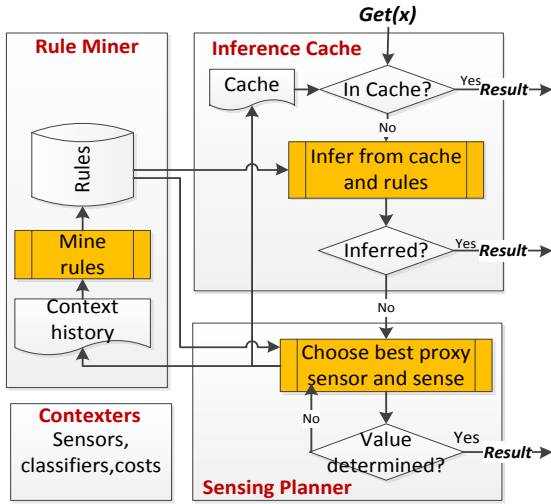 Get(x)
Rule Miner
Inference Cache
Cache
In Cache?
Yes
Result
No
Rules
Infer from cache
and rules
Mine
rules
Inferred?
Yes
Result
Context
history
No
Choose best proxy
sensor and sense
Contexters
Sensors,
classifiers,costs
No
Value
determined?
Yes
Result
Sensing Planner